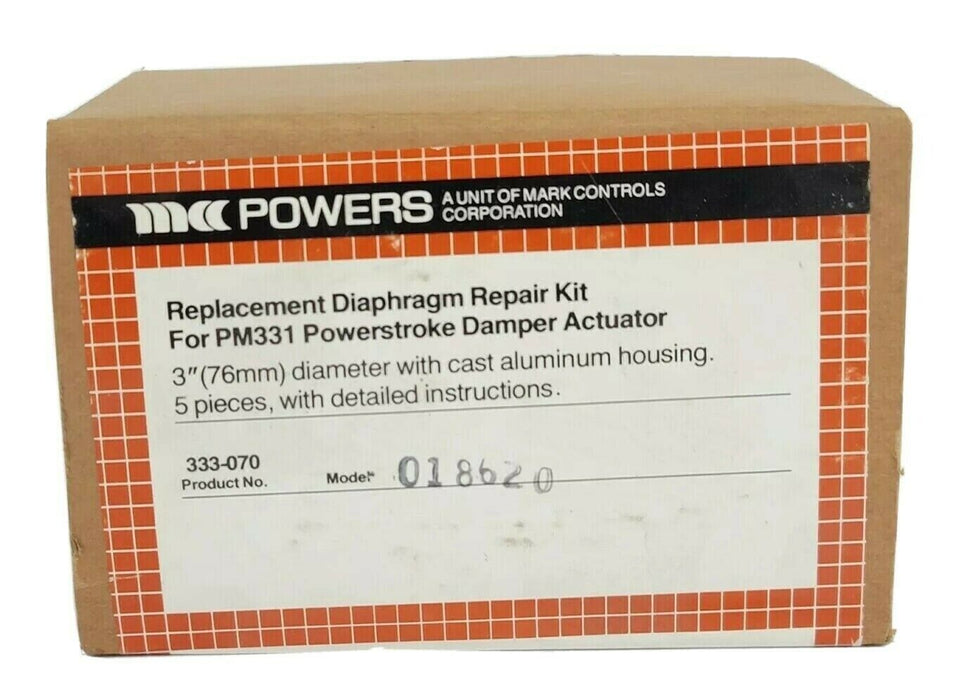 mcc POWERS A UNIT OF MARK CONTROLS
CORPORATION
Replacement Diaphragm Repair Kit
For PM331 Powerstroke Damper Actuator
3"(76mm) diameter with cast aluminum housing.
5 pieces, with detailed instructions.
333-070
Product No.
Model* 018620